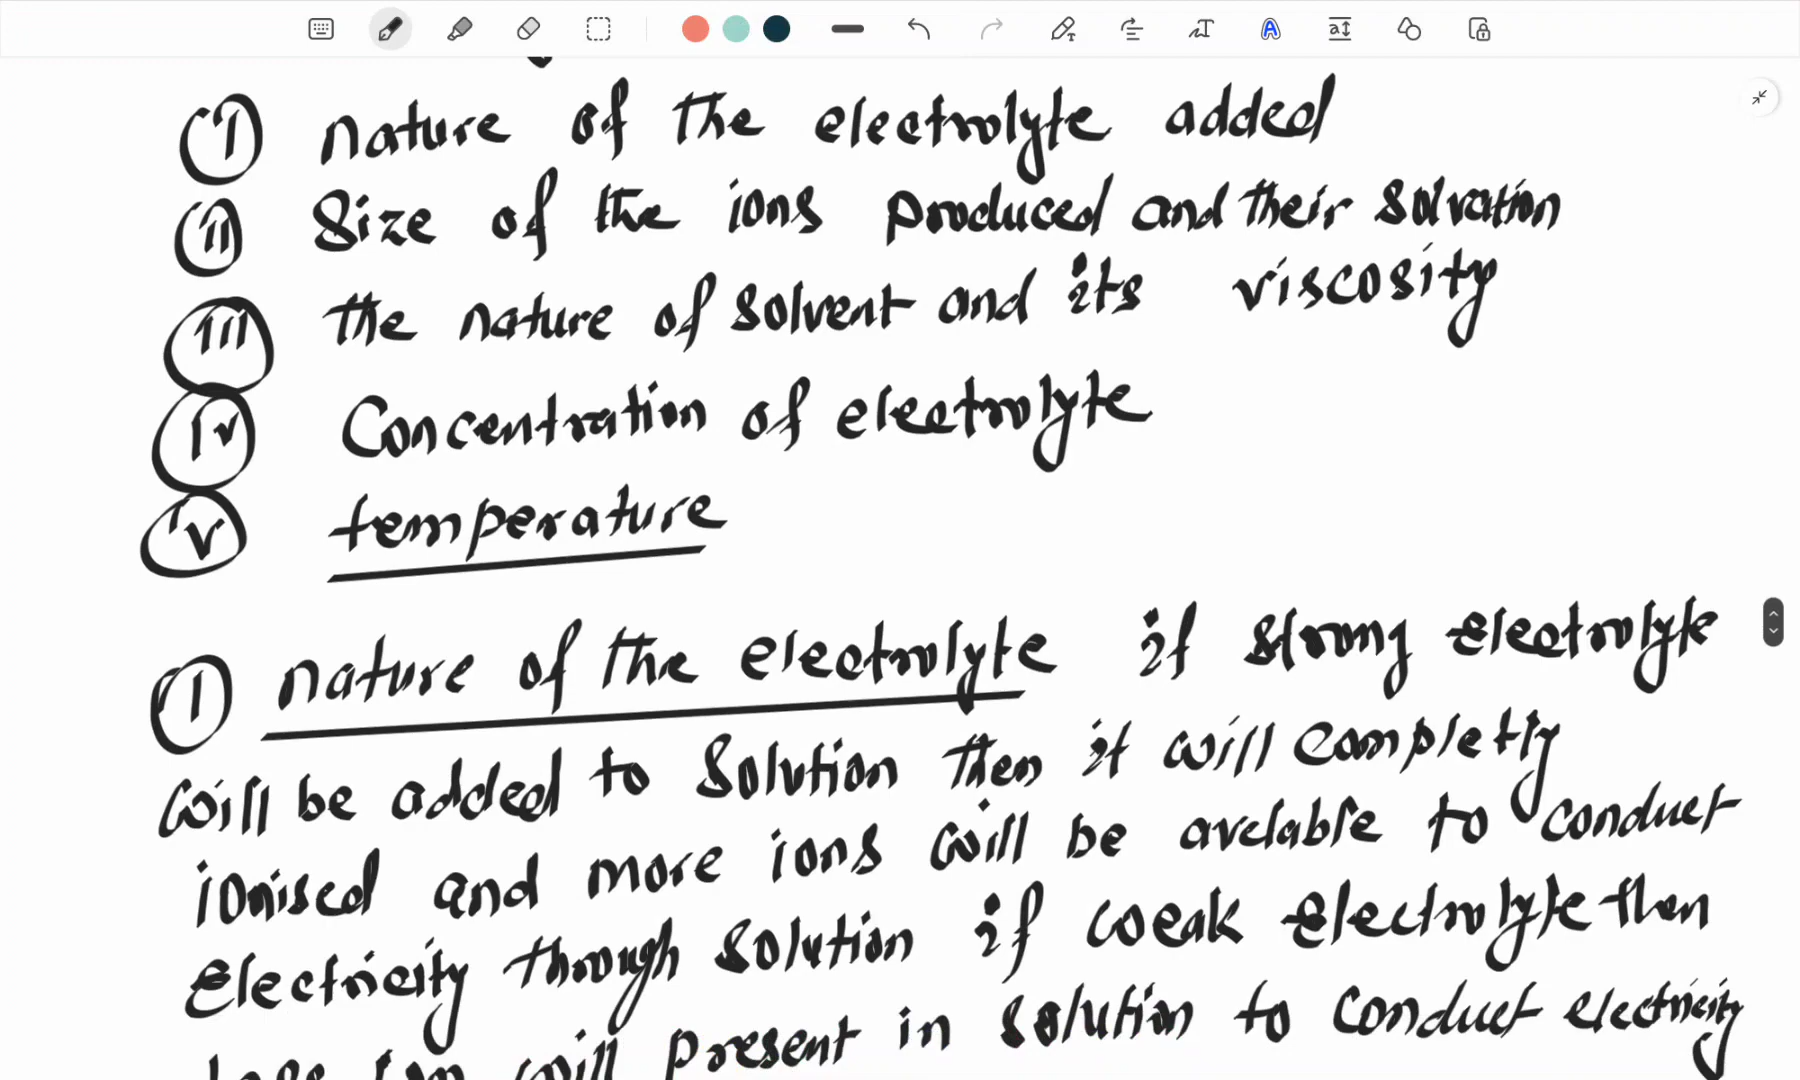 (i) nature of the electrolyte added
(ii) Size of the ions produced and their solvation
(iii) the nature of solvent and its viscosity
(iv) Concentration of electrolyte
(v) temperature
(i) nature of the electrolyte if strong electrolyte
will be added to solution then it will completly
ionised and more ions will be avelable to conduct
Electricity through solution if weak electrolyte then
less ion will present in solution to conduct electricity